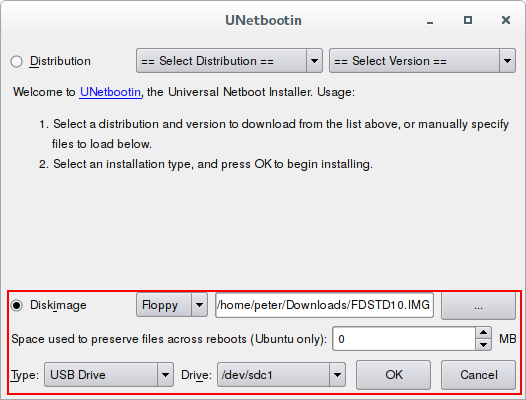 UNetbootin
Distribution == Select Distribution == == Select Version ==
Welcome to UNetbootin, the Universal Netboot Installer. Usage:
1. Select a distribution and version to download from the list above, or manually specify
files to load below.
2. Select an installation type, and press OK to begin installing.
Diskimage Floppy /home/peter/Downloads/FDSTD10.IMG ...
Space used to preserve files across reboots (Ubuntu only): 0 MB
Type: USB Drive Drive: /dev/sdc1 OK Cancel